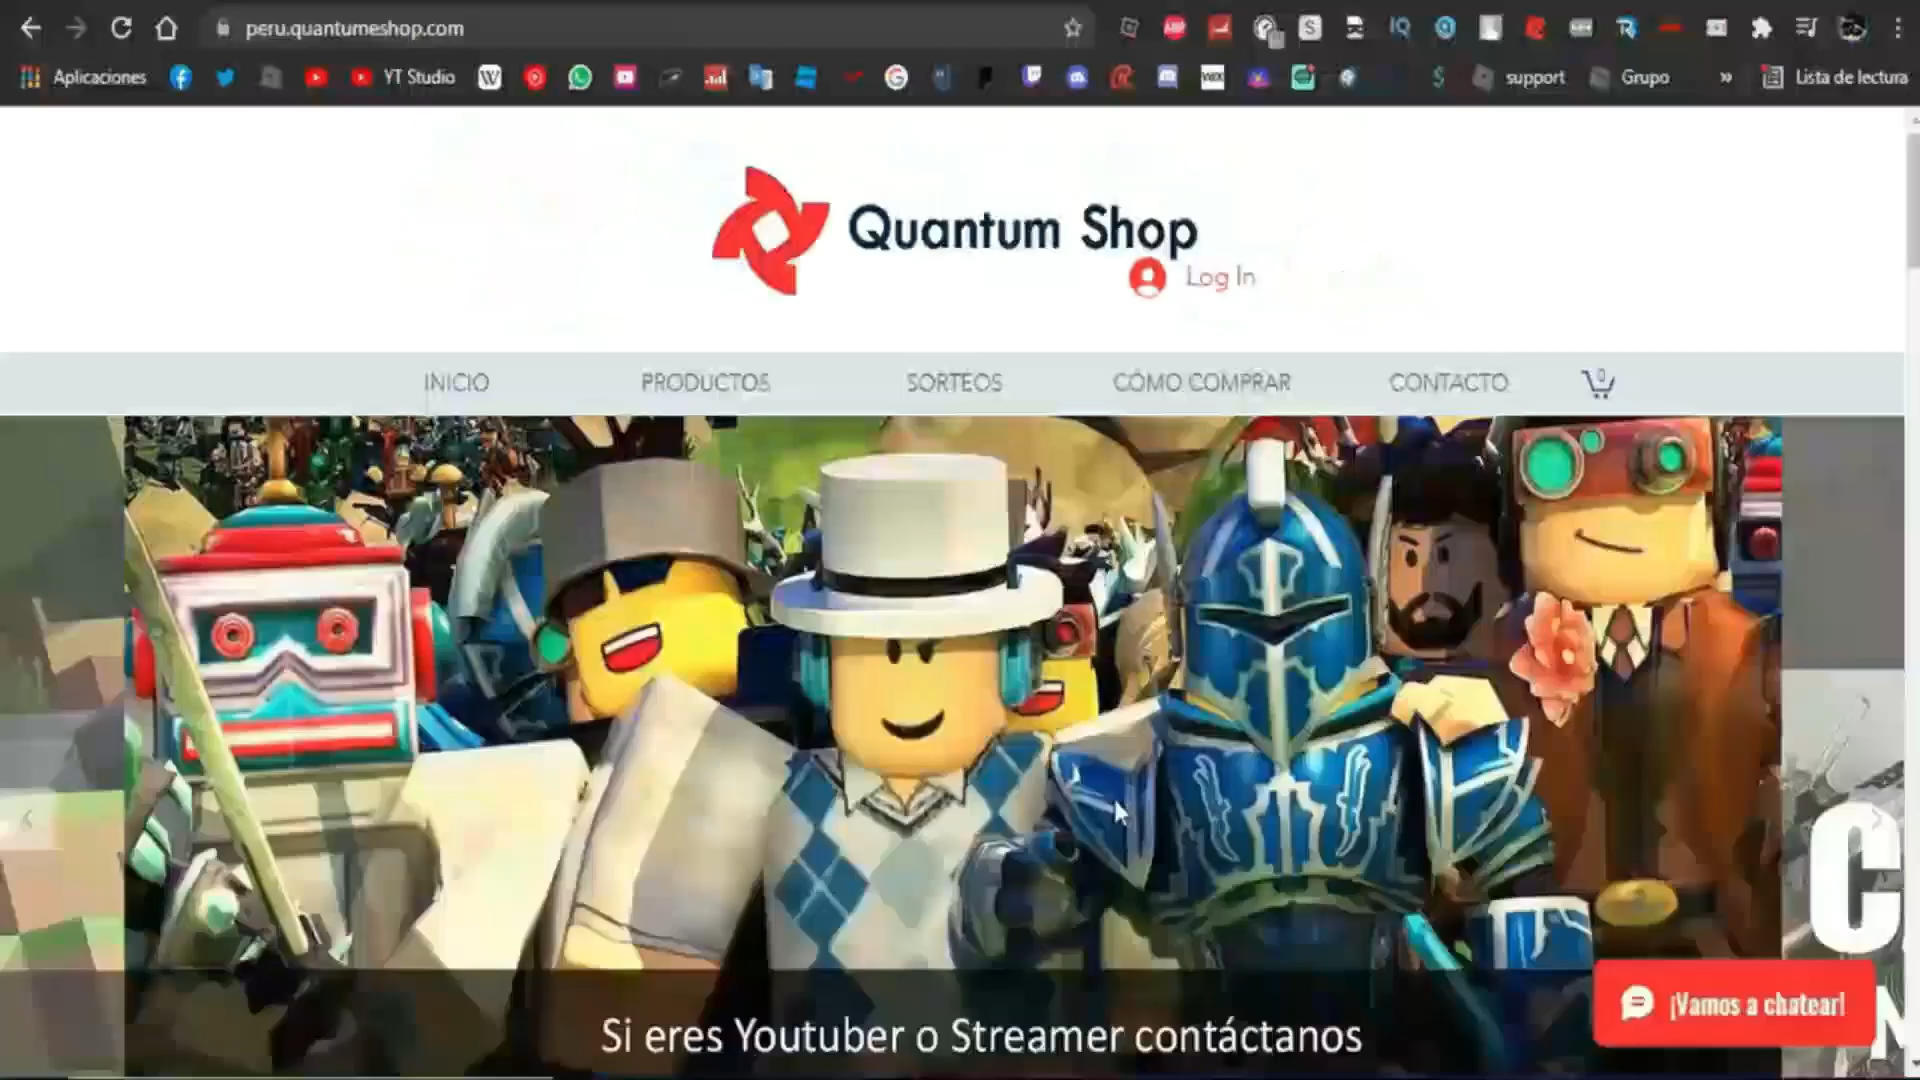 peru.quantumeshop.com
Aplicaciones
YT Studio
support
Grupo
»
Lista de lectura
Quantum Shop
Log In
INICIO
PRODUCTOS
SORTEOS
CÓMO COMPRAR
CONTACTO
0
Si eres Youtuber o Streamer contáctanos
¡Vamos a chatear!
C
N